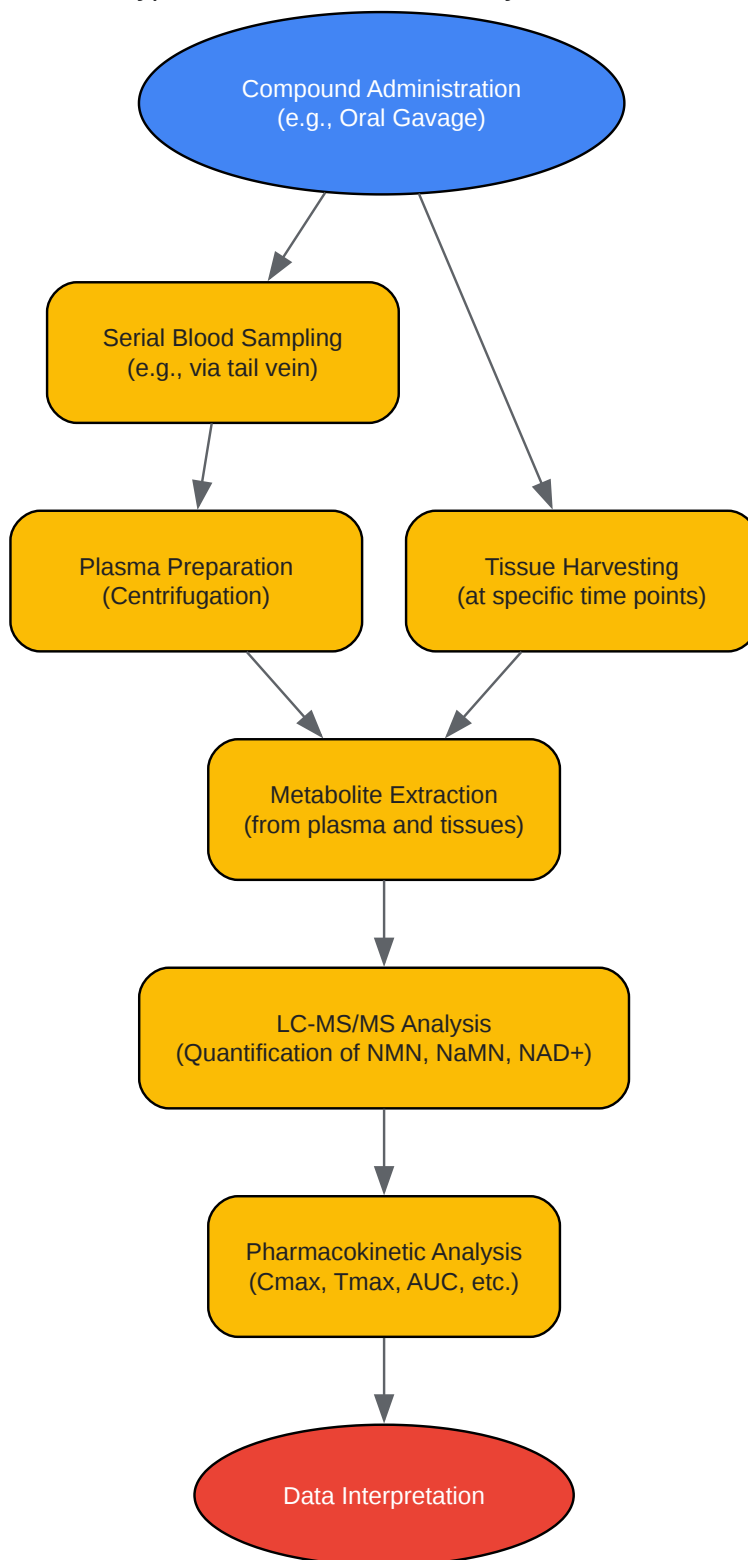 Compound Administration
(e.g., Oral Gavage)
Serial Blood Sampling
(e.g., via tail vein)
Plasma Preparation
(Centrifugation)
Tissue Harvesting
(at specific time points)
Metabolite Extraction
(from plasma and tissues)
LC-MS/MS Analysis
(Quantification of NMN, NaMN, NAD+)
Pharmacokinetic Analysis
(Cmax, Tmax, AUC, etc.)
Data Interpretation